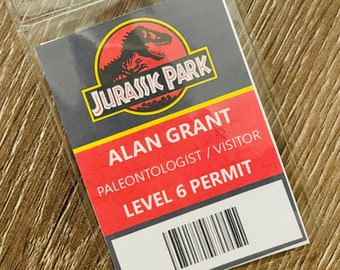 JURASSIC PARK
ALAN GRANT
PALEONTOLOGIST / VISITOR
LEVEL 6 PERMIT